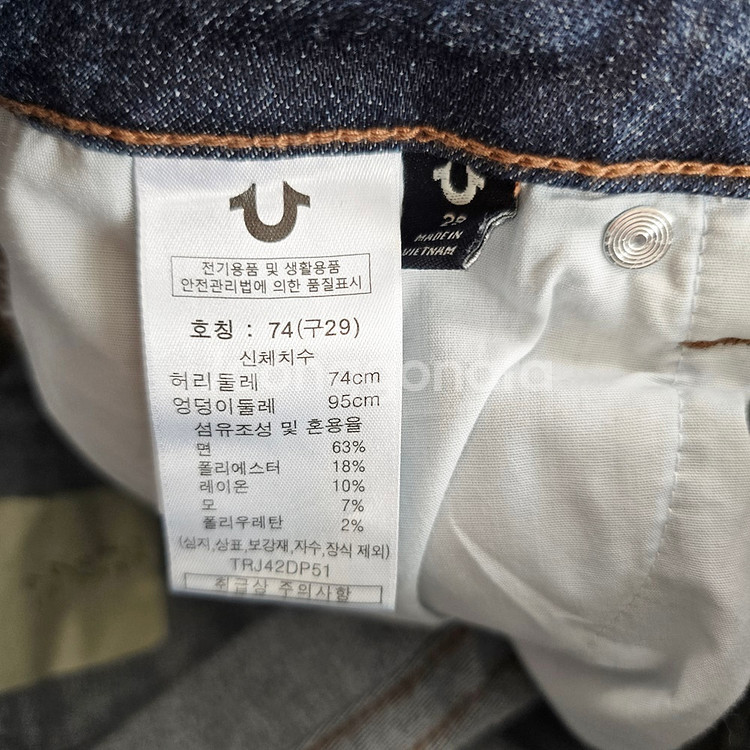 전기용품 및 생활용품
안전관리법에 의한 품질표시
호칭 : 74(구29)
신체치수
허리둘레 74cm
엉덩이둘레 95cm
섬유조성 및 혼용율
면 63%
폴리에스터 18%
레이온 10%
모 7%
폴리우레탄 2%
(심지,상표,보강재,자수,장식 제외)
TRJ42DP51
취급상 주의사항
MADE IN
VIETNAM